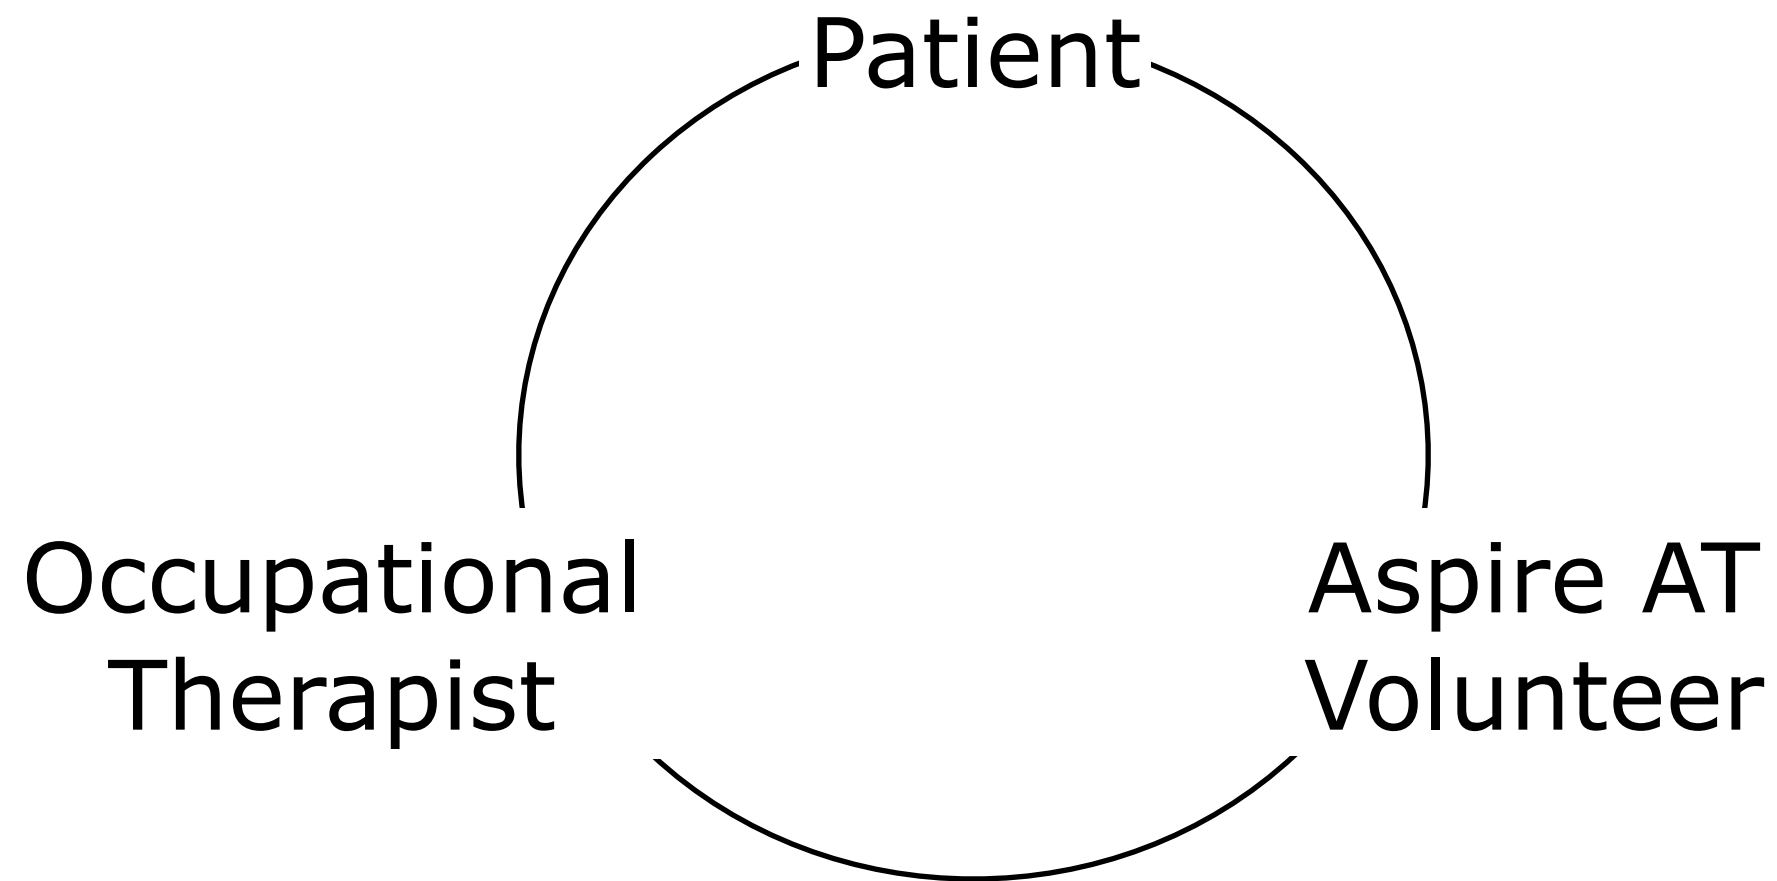 Patient
Occupational
Therapist
Aspire AT
Volunteer